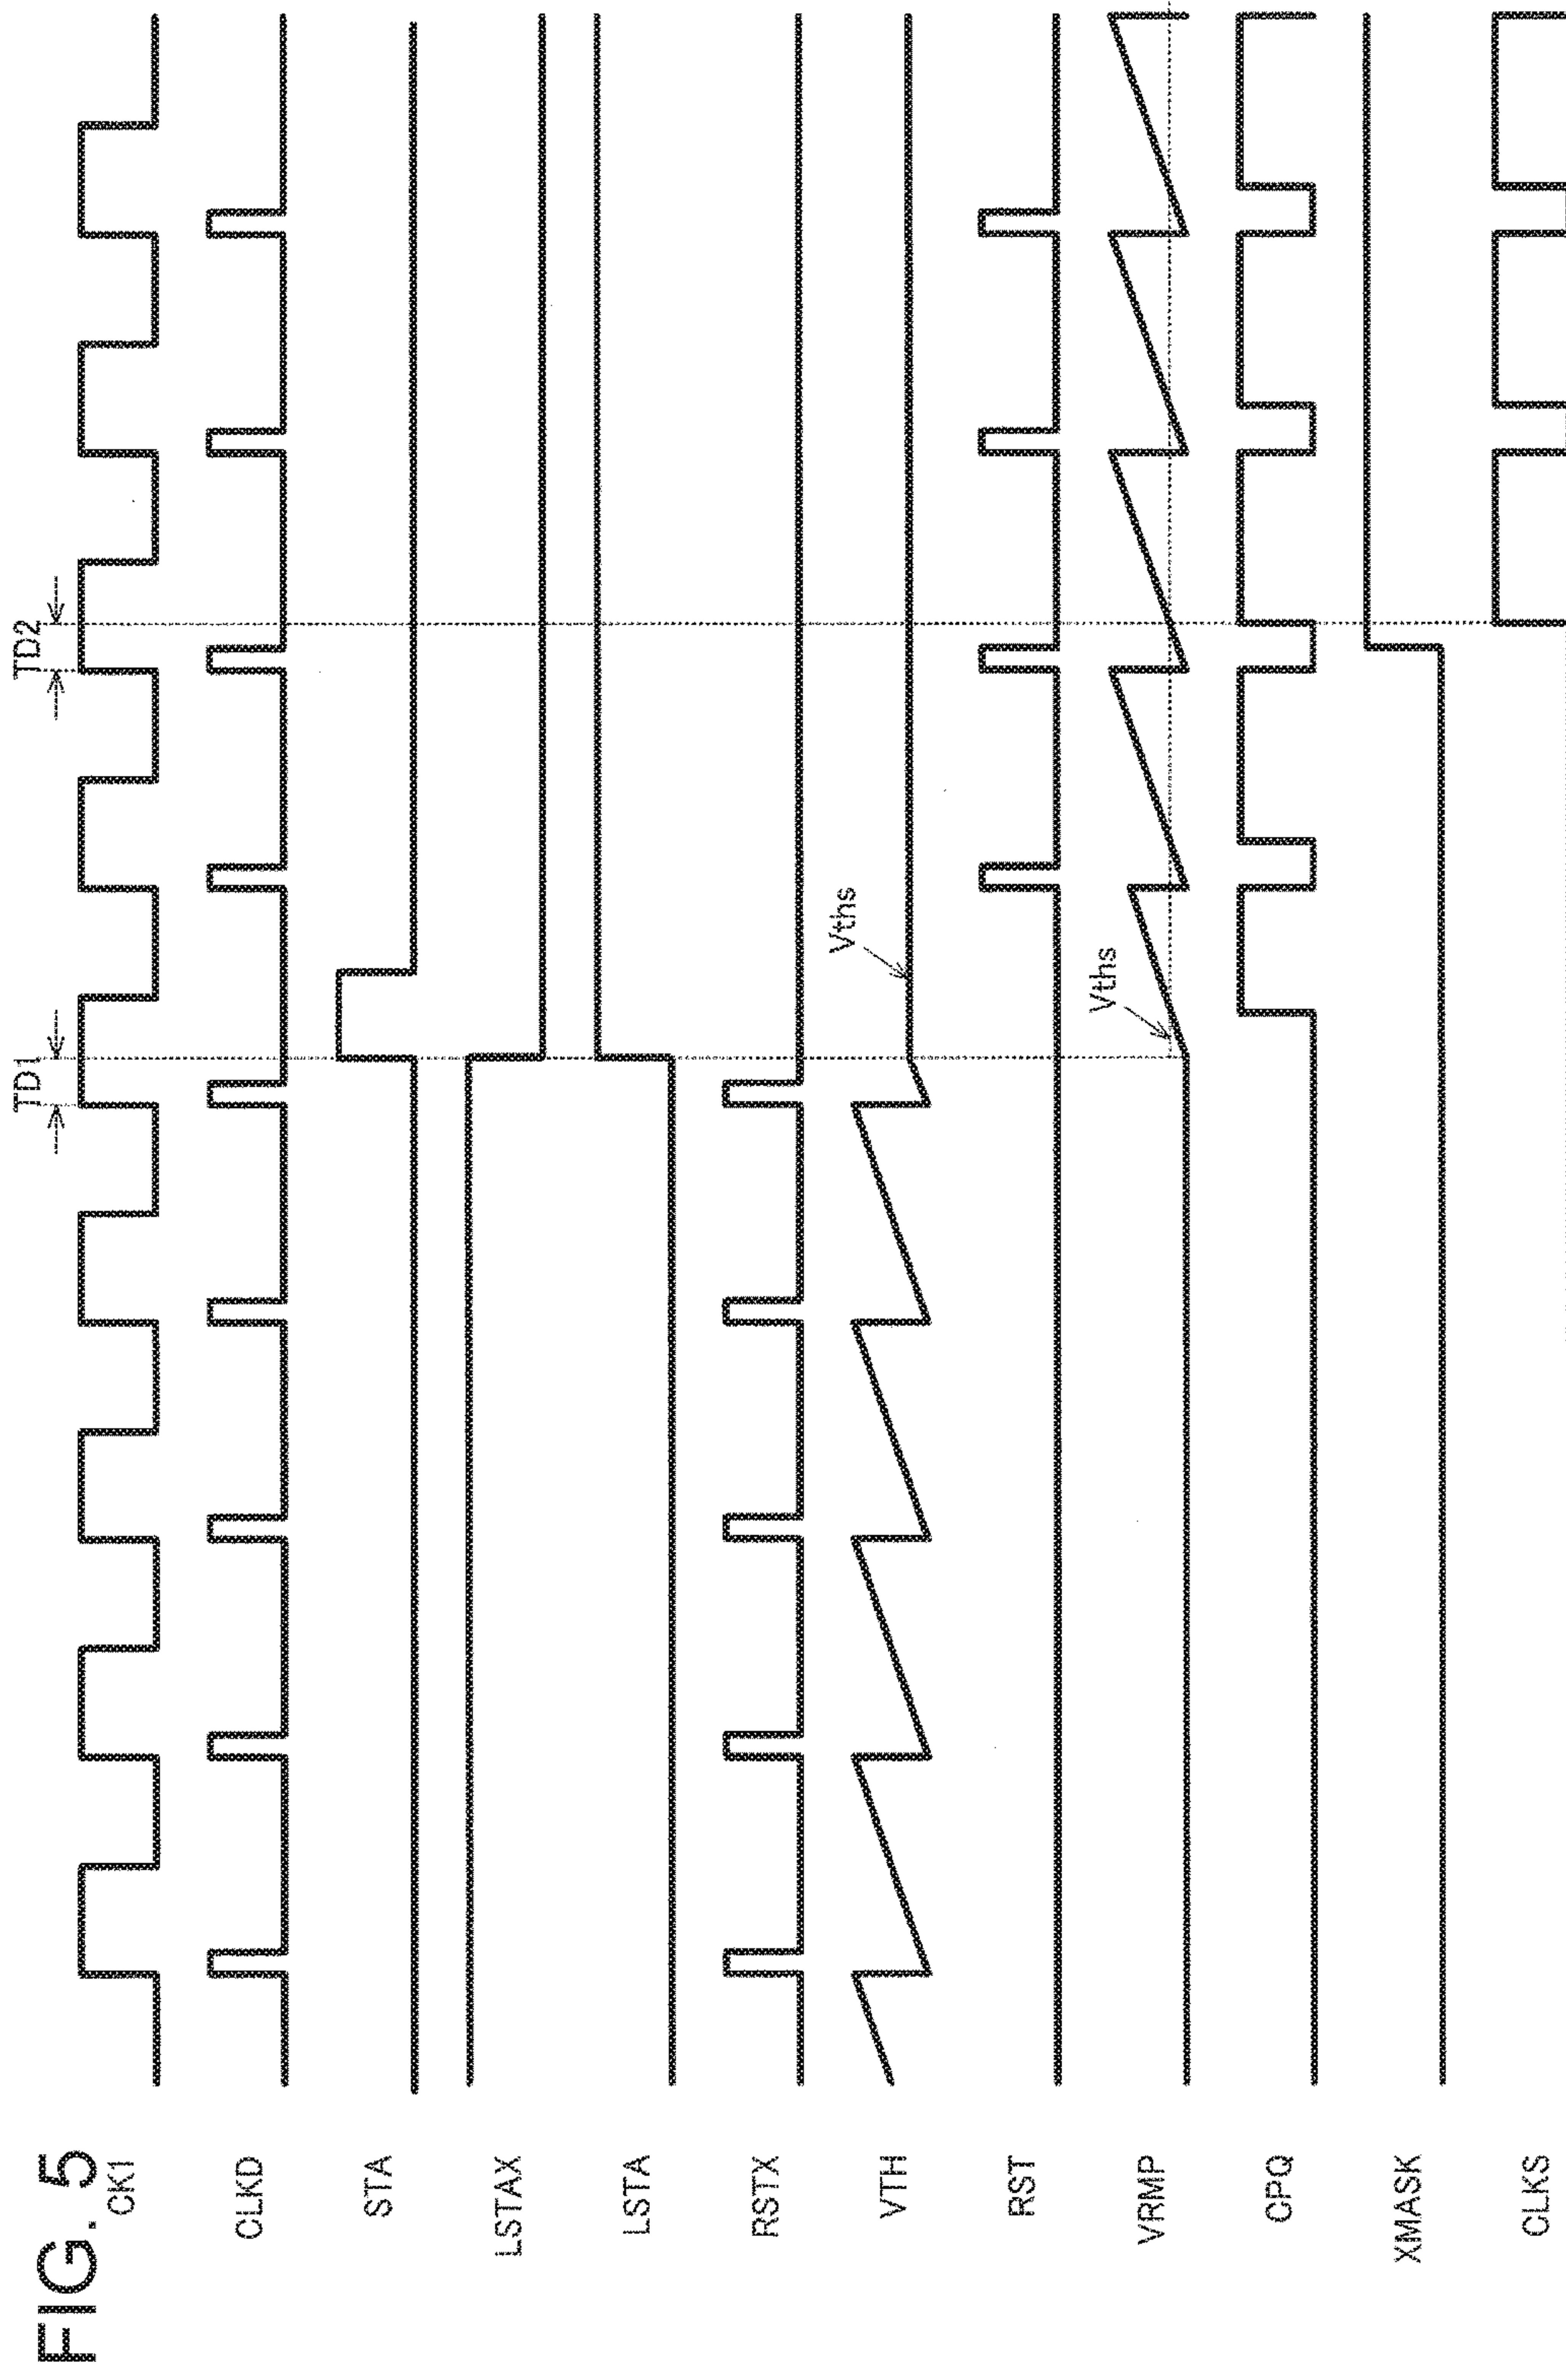 FIG. 5
TD1
TD2
CK1
CLKD
STA
LSTAX
LSTA
RSTX
VTH
Vths
RST
VRMP
Vths
CPQ
XMASK
CLKS